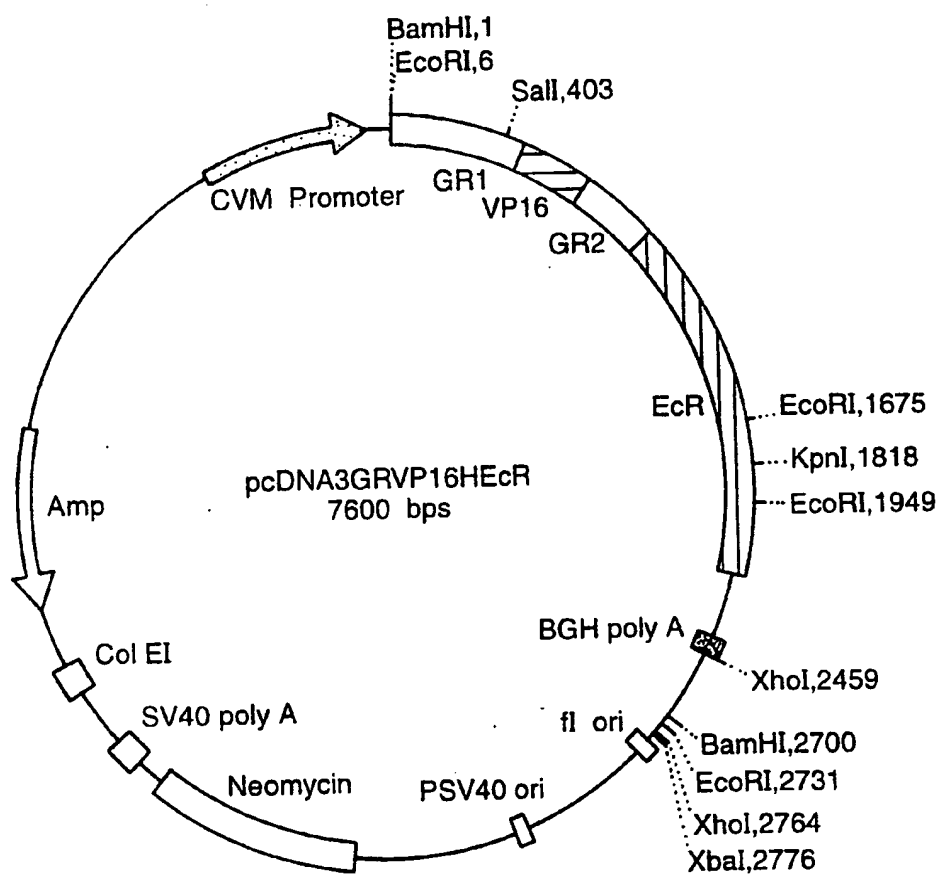 BamHI,1
EcoRI,6
SalI,403
GR1
VP16
CVM Promoter
GR2
EcR
EcoRI,1675
KpnI,1818
EcoRI,1949
pcDNA3GRVP16HEcR
7600 bps
Amp
BGH poly A
Col EI
XhoI,2459
SV40 poly A
fI ori
BamHI,2700
Neomycin
PSV40 ori
EcoRI,2731
XhoI,2764
XbaI,2776